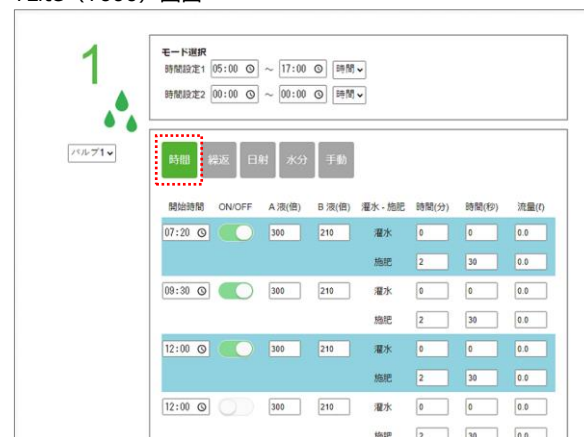 1
モード選択
時間設定1 05:00 ～ 17:00 時間
時間設定2 00:00 ～ 00:00 時間
バルブ1
時間 繰返 日射 水分 手動
開始時間 ON/OFF A 液(倍) B 液(倍) 灌水 - 施肥 時間(分) 時間(秒) 流量(ℓ)
07:20 300 210 灌水 0 0 0.0
施肥 2 30 0.0
09:30 300 210 灌水 0 0 0.0
施肥 2 30 0.0
12:00 300 210 灌水 0 0 0.0
施肥 2 30 0.0
12:00 300 210 灌水 0 0 0.0
施肥 2 30 0.0